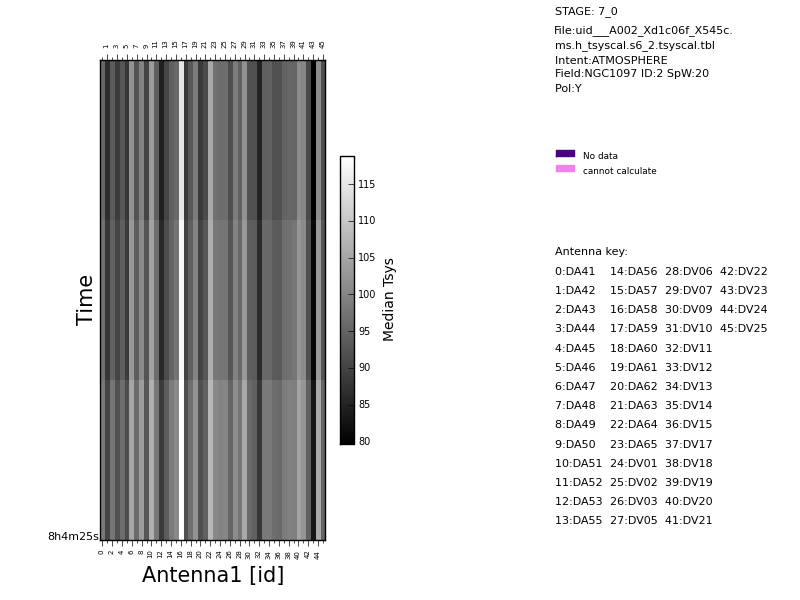 STAGE: 7_0
File:uid___A002_Xd1c06f_X545c.
ms.h_tsyscal.s6_2.tsyscal.tbl
Intent:ATMOSPHERE
Field:NGC1097 ID:2 SpW:20
Pol:Y
1 3 5 7 9 11 13 15 17 19 21 23 25 27 29 31 33 35 37 39 41 43 45
No data
cannot calculate
115
110
105
100
95
90
85
80
Median Tsys
Time
Antenna key:
0:DA41 14:DA56 28:DV06 42:DV22
1:DA42 15:DA57 29:DV07 43:DV23
2:DA43 16:DA58 30:DV09 44:DV24
3:DA44 17:DA59 31:DV10 45:DV25
4:DA45 18:DA60 32:DV11
5:DA46 19:DA61 33:DV12
6:DA47 20:DA62 34:DV13
7:DA48 21:DA63 35:DV14
8:DA49 22:DA64 36:DV15
9:DA50 23:DA65 37:DV17
10:DA51 24:DV01 38:DV18
11:DA52 25:DV02 39:DV19
12:DA53 26:DV03 40:DV20
13:DA55 27:DV05 41:DV21
8h4m25s
0 2 4 6 8 10 12 14 16 18 20 22 24 26 28 30 32 34 36 38 40 42 44
Antenna1 [id]